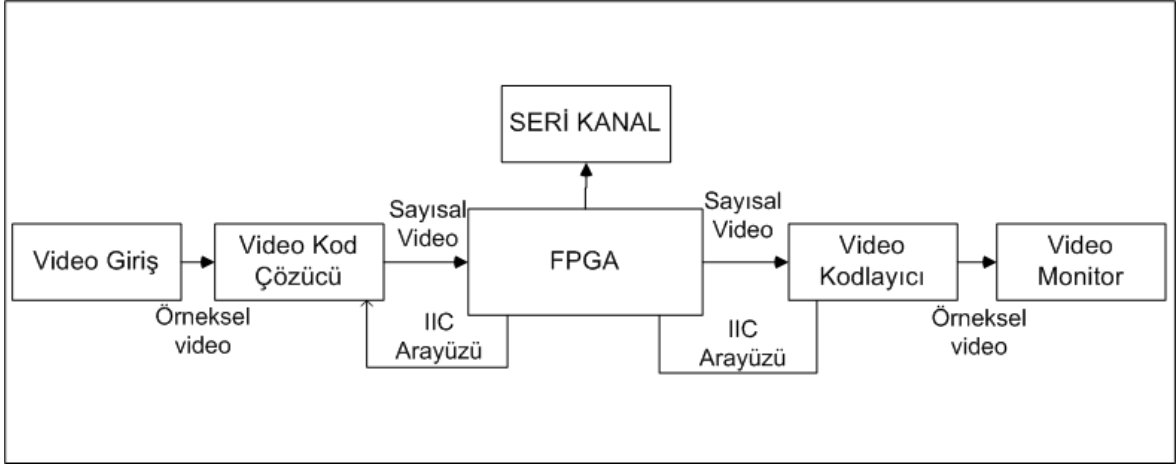 SERİ KANAL
Sayısal
Video
Sayısal
Video
Video Giriş
Video Kod
Çözücü
FPGA
Video
Kodlayıcı
Video
Monitor
Örneksel
video
IIC
Arayüzü
IIC
Arayüzü
Örneksel
video